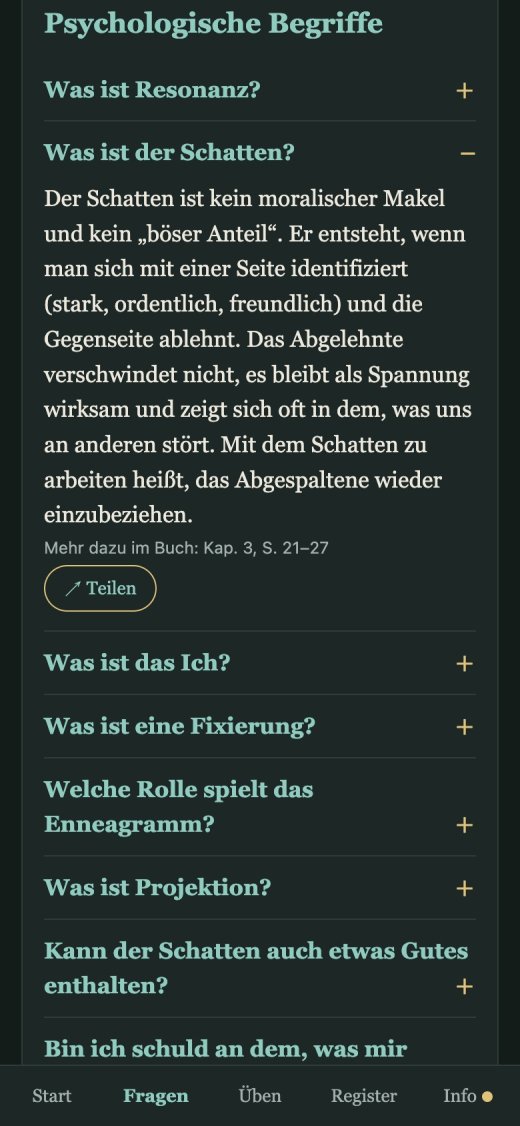 Psychologische Begriffe
Was ist Resonanz? +
Was ist der Schatten? −
Der Schatten ist kein moralischer Makel
und kein „böser Anteil“. Er entsteht, wenn
man sich mit einer Seite identifiziert
(stark, ordentlich, freundlich) und die
Gegenseite ablehnt. Das Abgelehnte
verschwindet nicht, es bleibt als Spannung
wirksam und zeigt sich oft in dem, was uns
an anderen stört. Mit dem Schatten zu
arbeiten heißt, das Abgespaltene wieder
einzubeziehen.
Mehr dazu im Buch: Kap. 3, S. 21–27
↗ Teilen
Was ist das Ich? +
Was ist eine Fixierung? +
Welche Rolle spielt das
Enneagramm? +
Was ist Projektion? +
Kann der Schatten auch etwas Gutes
enthalten? +
Bin ich schuld an dem, was mir
Start Fragen Üben Register Info